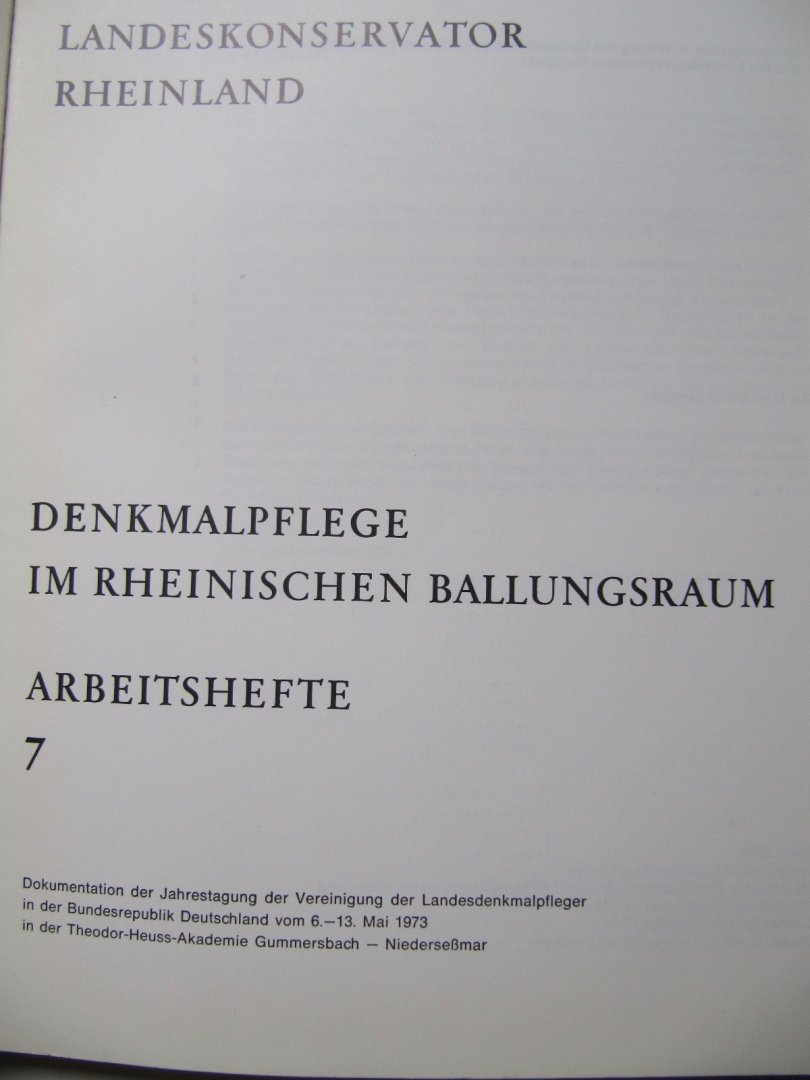 LANDESKONSERVATOR
RHEINLAND
DENKMALPFLEGE
IM RHEINISCHEN BALLUNGSRAUM
ARBEITSHEFTE
7
Dokumentation der Jahrestagung der Vereinigung der Landesdenkmalpfleger
in der Bundesrepublik Deutschland vom 6.—13. Mai 1973
in der Theodor-Heuss-Akademie Gummersbach — Niederseßmar